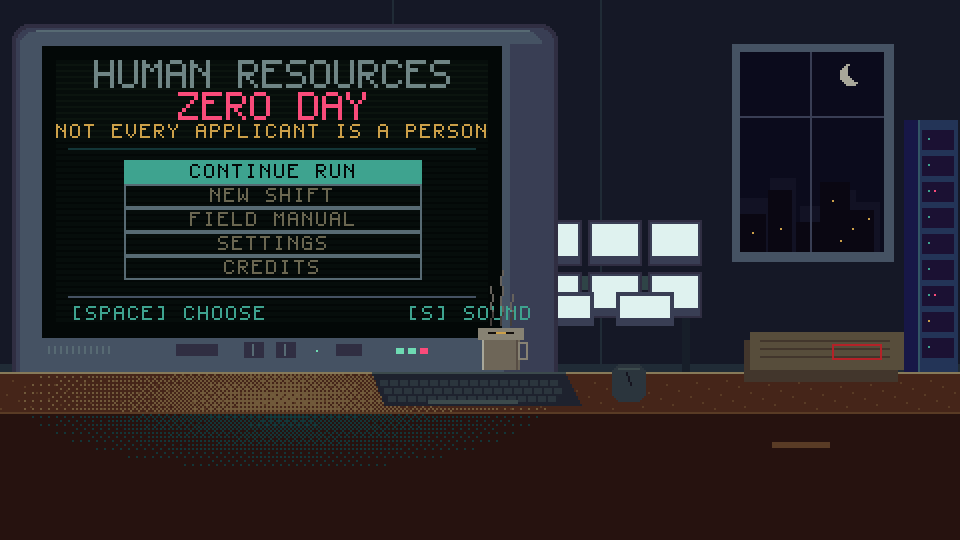 HUMAN RESOURCES
ZERO DAY
NOT EVERY APPLICANT IS A PERSON
CONTINUE RUN
NEW SHIFT
FIELD MANUAL
SETTINGS
CREDITS
[SPACE] CHOOSE [S] SOUND